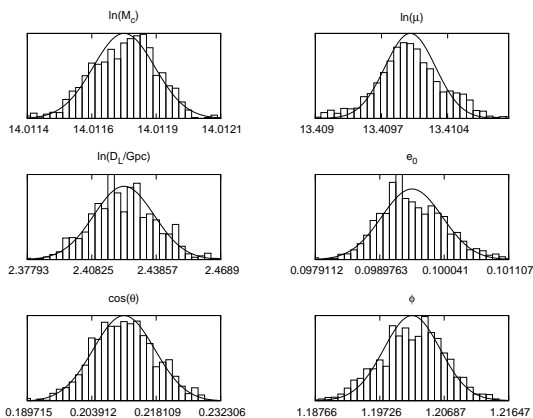 ln(M_c) ln(μ)
14.0114 14.0116 14.0119 14.0121 13.409 13.4097 13.4104
ln(D_L/Gpc) e_0
2.37793 2.40825 2.43857 2.4689 0.0979112 0.0989763 0.100041 0.101107
cos(θ) ϕ
0.189715 0.203912 0.218109 0.232306 1.18766 1.19726 1.20687 1.21647